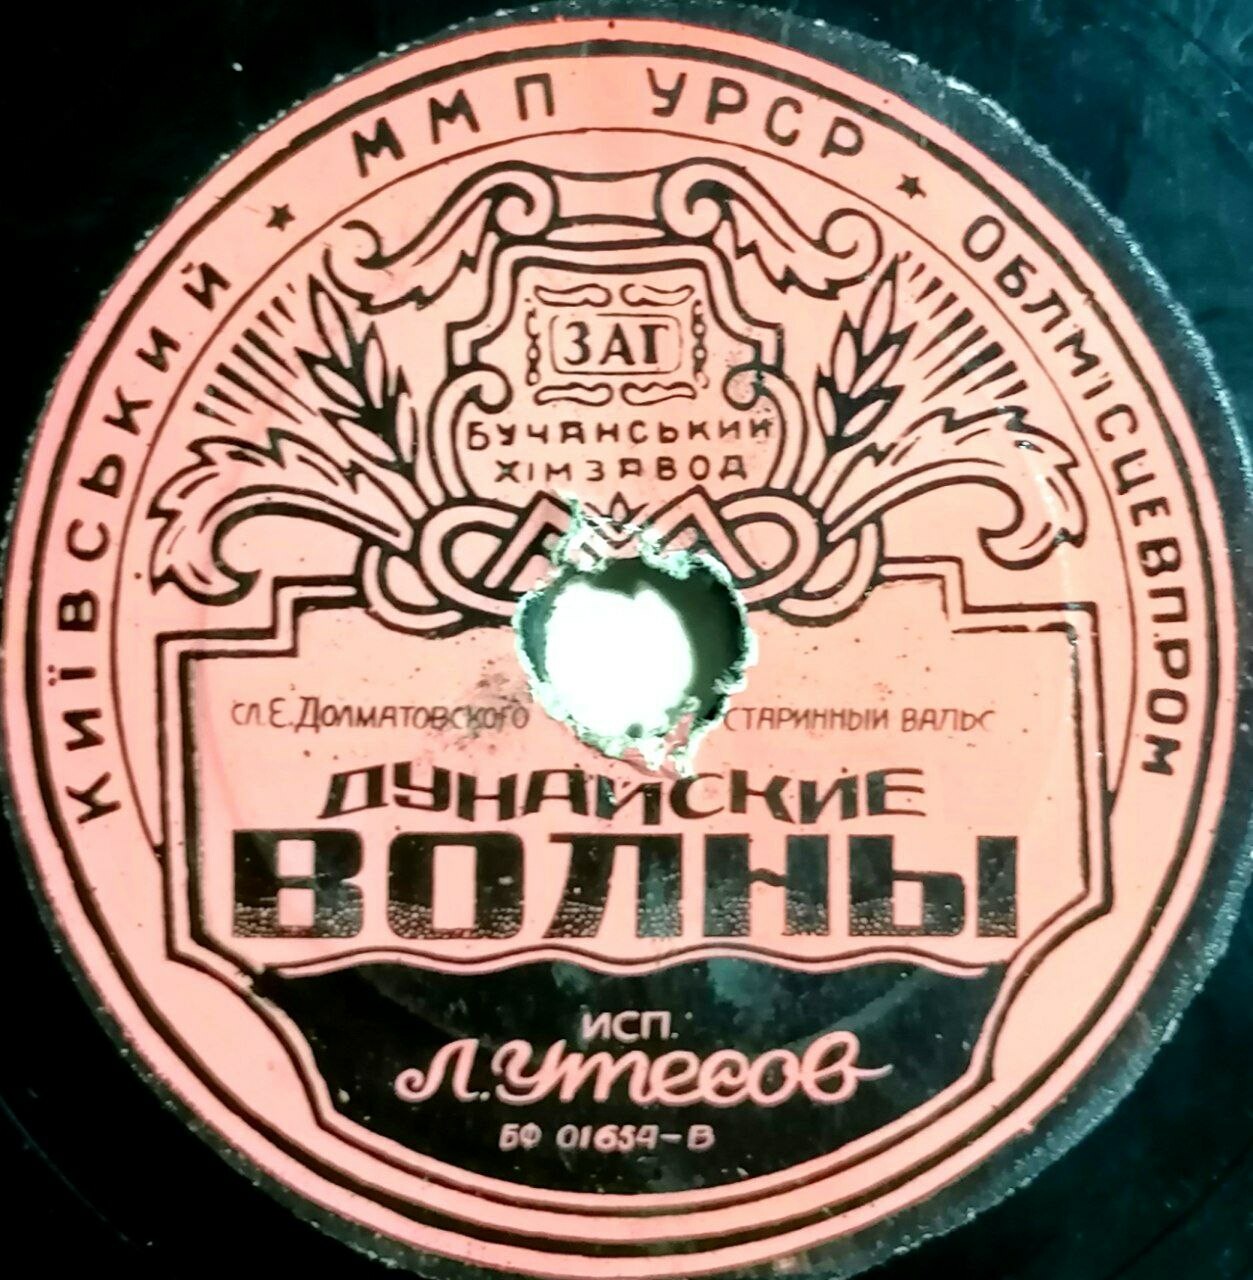 КИЇВСЬКИЙ ★ ММП УРСР ★ ОБЛМІСЦЕВПРОМ
ЗАГ
БУЧАНСЬКИЙ
ХІМЗАВОД
СЛ. Е. ДОЛМАТОВСКОГО СТАРИННЫЙ ВАЛЬС
ДУНАЙСКИЕ
ВОЛНЫ
ИСП.
Л. Утесов
БФ 01654-В